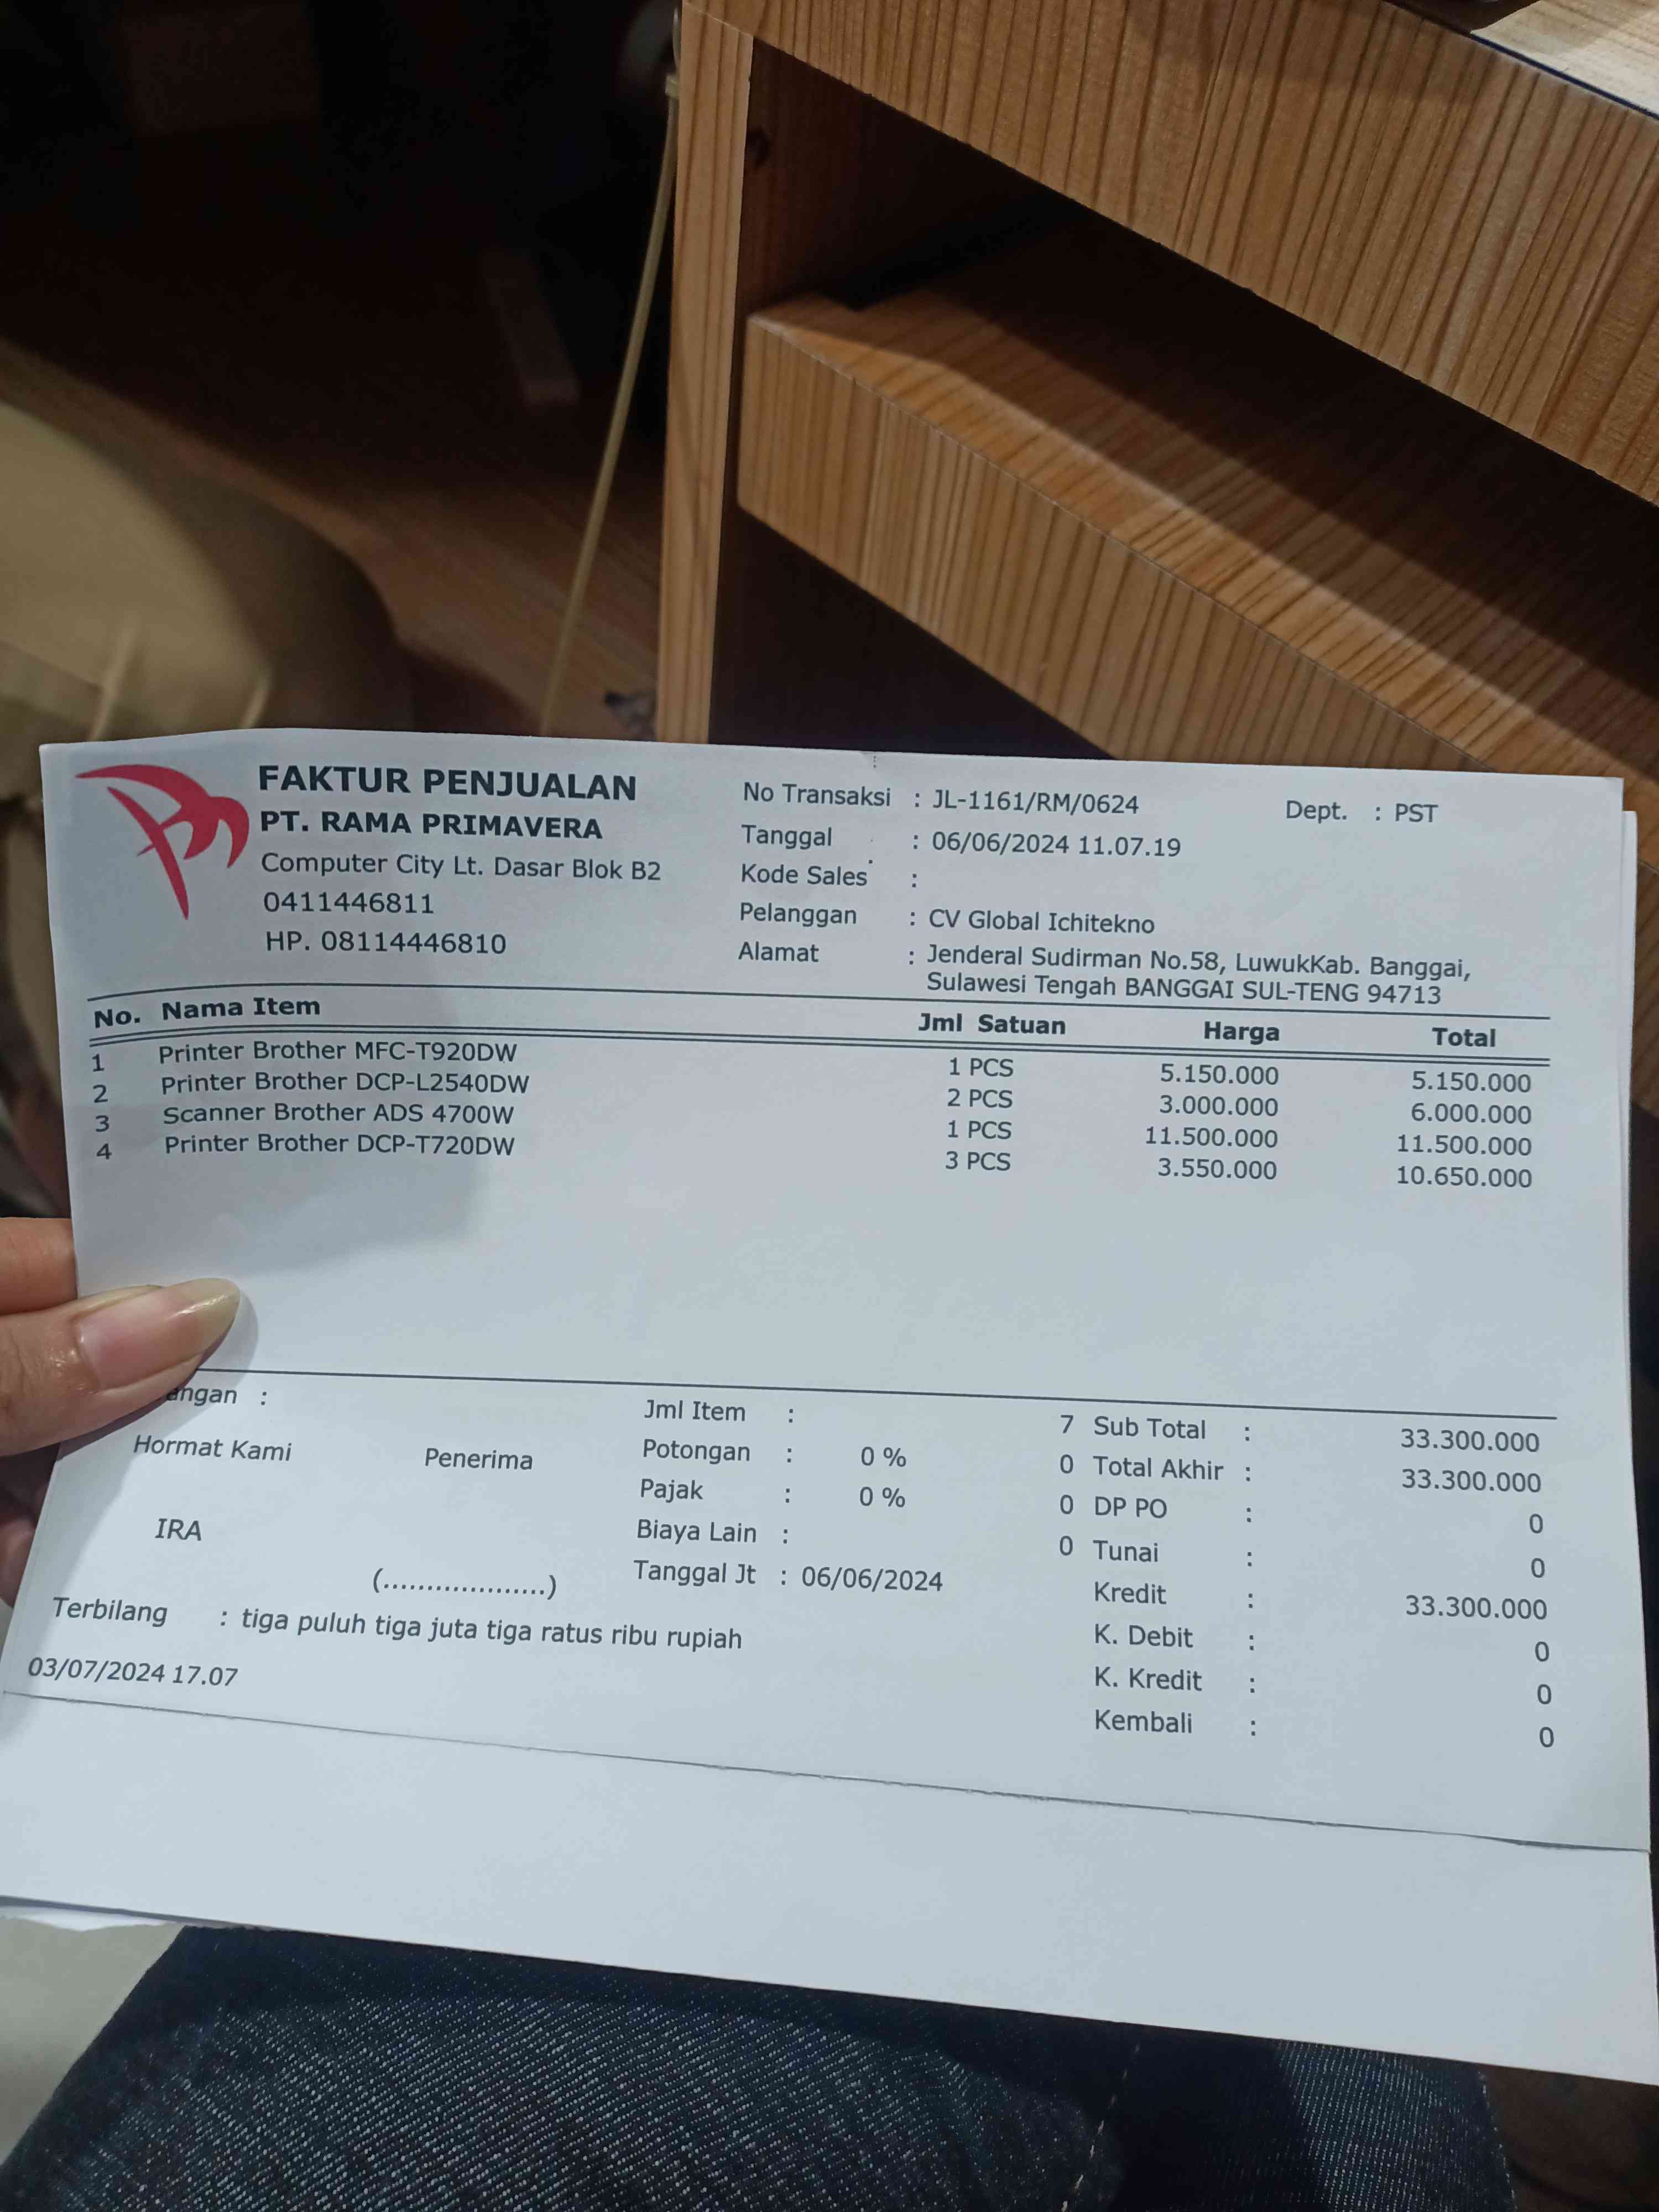 FAKTUR PENJUALAN
PT. RAMA PRIMAVERA
Computer City Lt. Dasar Blok B2
0411446811
HP. 08114446810
No Transaksi : JL-1161/RM/0624 Dept. : PST
Tanggal : 06/06/2024 11.07.19
Kode Sales :
Pelanggan : CV Global Ichitekno
Alamat : Jenderal Sudirman No.58, LuwukKab. Banggai,
Sulawesi Tengah BANGGAI SUL-TENG 94713
No. Nama Item Jml Satuan Harga Total
1 Printer Brother MFC-T920DW 1 PCS 5.150.000 5.150.000
2 Printer Brother DCP-L2540DW 2 PCS 3.000.000 6.000.000
3 Scanner Brother ADS 4700W 1 PCS 11.500.000 11.500.000
4 Printer Brother DCP-T720DW 3 PCS 3.550.000 10.650.000
angan :
Hormat Kami Penerima
IRA
(...................)
Jml Item : 7
Potongan : 0 % 0
Pajak : 0 % 0
Biaya Lain : 0
Tanggal Jt : 06/06/2024
Sub Total : 33.300.000
Total Akhir : 33.300.000
DP PO : 0
Tunai : 0
Kredit : 33.300.000
K. Debit : 0
K. Kredit : 0
Kembali : 0
Terbilang : tiga puluh tiga juta tiga ratus ribu rupiah
03/07/2024 17.07